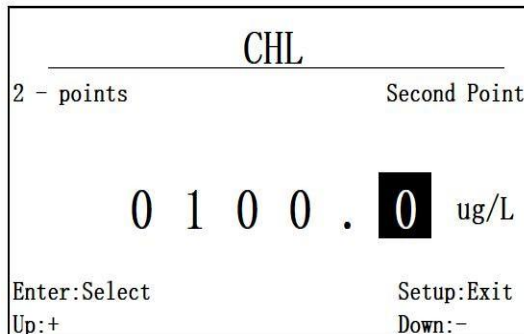 CHL
2 - points Second Point
0 1 0 0 . 0 ug/L
Enter:Select Setup:Exit
Up:+ Down:-